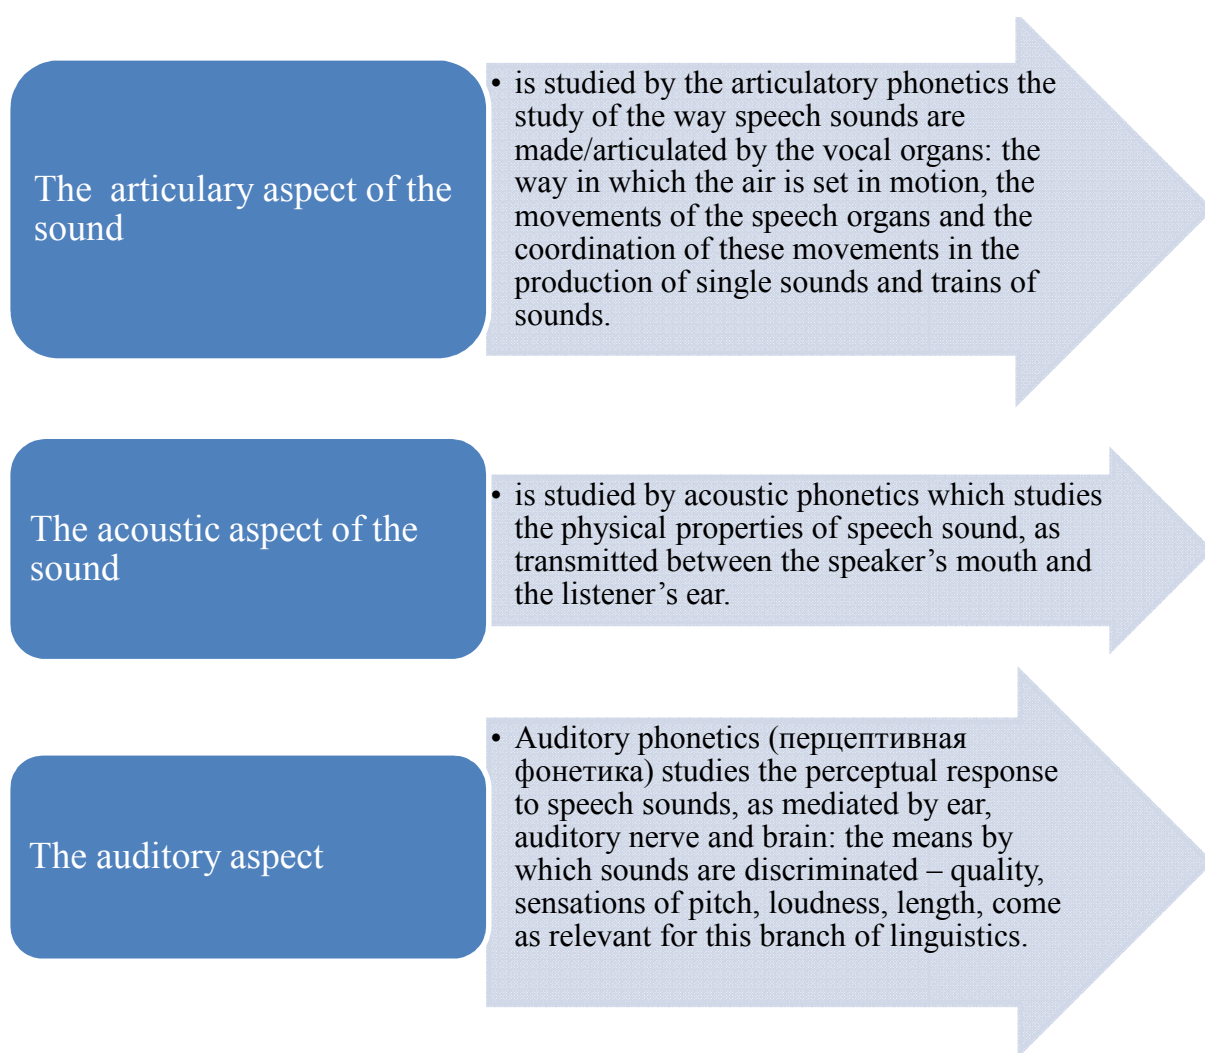 The  articulary aspect of the
sound
• is studied by the articulatory phonetics the
study of the way speech sounds are
made/articulated by the vocal organs: the
way in which the air is set in motion, the
movements of the speech organs and the
coordination of these movements in the
production of single sounds and trains of
sounds.
The acoustic aspect of the
sound
• is studied by acoustic phonetics which studies
the physical properties of speech sound, as
transmitted between the speaker’s mouth and
the listener’s ear.
The auditory aspect
• Auditory phonetics (перцептивная
фонетика) studies the perceptual response
to speech sounds, as mediated by ear,
auditory nerve and brain: the means by
which sounds are discriminated – quality,
sensations of pitch, loudness, length, come
as relevant for this branch of linguistics.